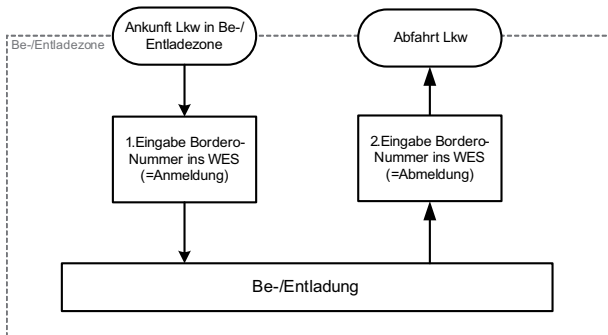 Be-/Entladezone
Ankunft Lkw in Be-/
Entladezone
Abfahrt Lkw
1.Eingabe Bordero-
Nummer ins WES
(=Anmeldung)
2.Eingabe Bordero-
Nummer ins WES
(=Abmeldung)
Be-/Entladung